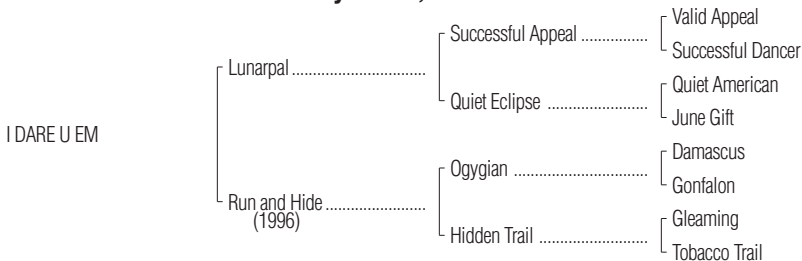 Valid Appeal
Successful Appeal ................
Successful Dancer
Lunarpal ................................
Quiet American
Quiet Eclipse ........................
June Gift
I DARE U EM
Damascus
Ogygian ................................
Gonfalon
Run and Hide ........................
(1996)
Gleaming
Hidden Trail ..........................
Tobacco Trail